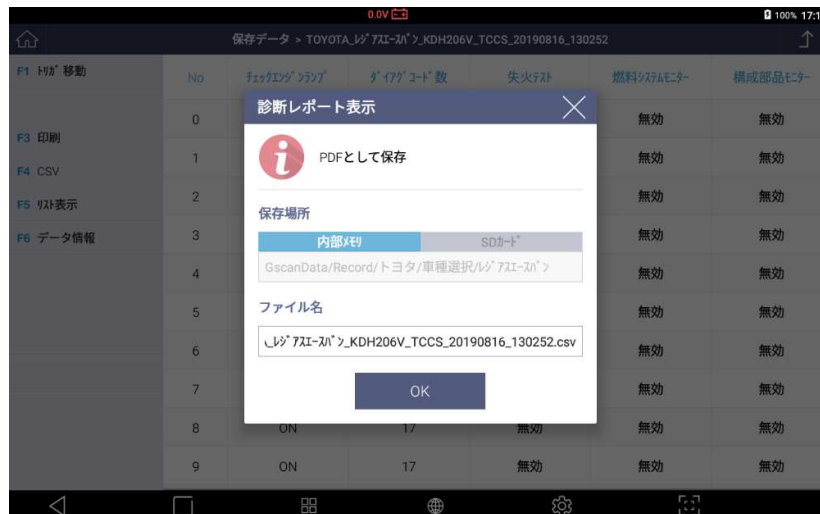 0.0V
100% 17:1
保存データ > TOYOTA_ﾚｼﾞｱｽｴｰｽﾊﾞﾝ_KDH206V_TCCS_20190816_130252
F1 ﾄﾘｶﾞ移動
F3 印刷
F4 CSV
F5 ﾘｽﾄ表示
F6 データ情報
No ﾁｪｯｸｴﾝｼﾞﾝﾗﾝﾌﾟ ﾀﾞｲｱｸﾞｺｰﾄﾞ数 失火ﾃｽﾄ 燃料ｼｽﾃﾑﾓﾆﾀｰ 構成部品ﾓﾆﾀｰ
診断レポート表示
PDFとして保存
保存場所
内部ﾒﾓﾘ SDｶｰﾄﾞ
GscanData/Record/トヨタ/車種選択/ﾚｼﾞｱｽｴｰｽﾊﾞﾝ
ファイル名
ﾚｼﾞｱｽｴｰｽﾊﾞﾝ_KDH206V_TCCS_20190816_130252.csv
OK
0 無効 無効
1 無効 無効
2 無効 無効
3 無効 無効
4 無効 無効
5 無効 無効
6 無効 無効
7 無効 無効
8 ON 17 無効 無効 無効
9 ON 17 無効 無効 無効